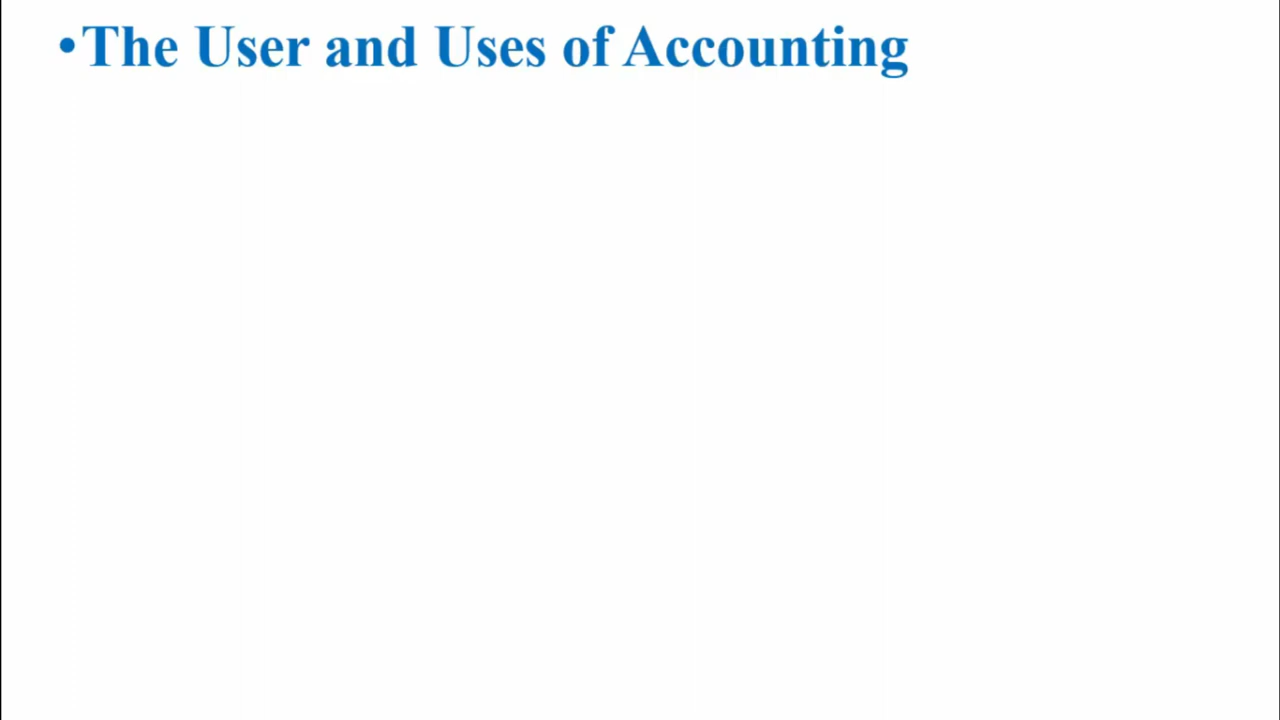 •The User and Uses of Accounting